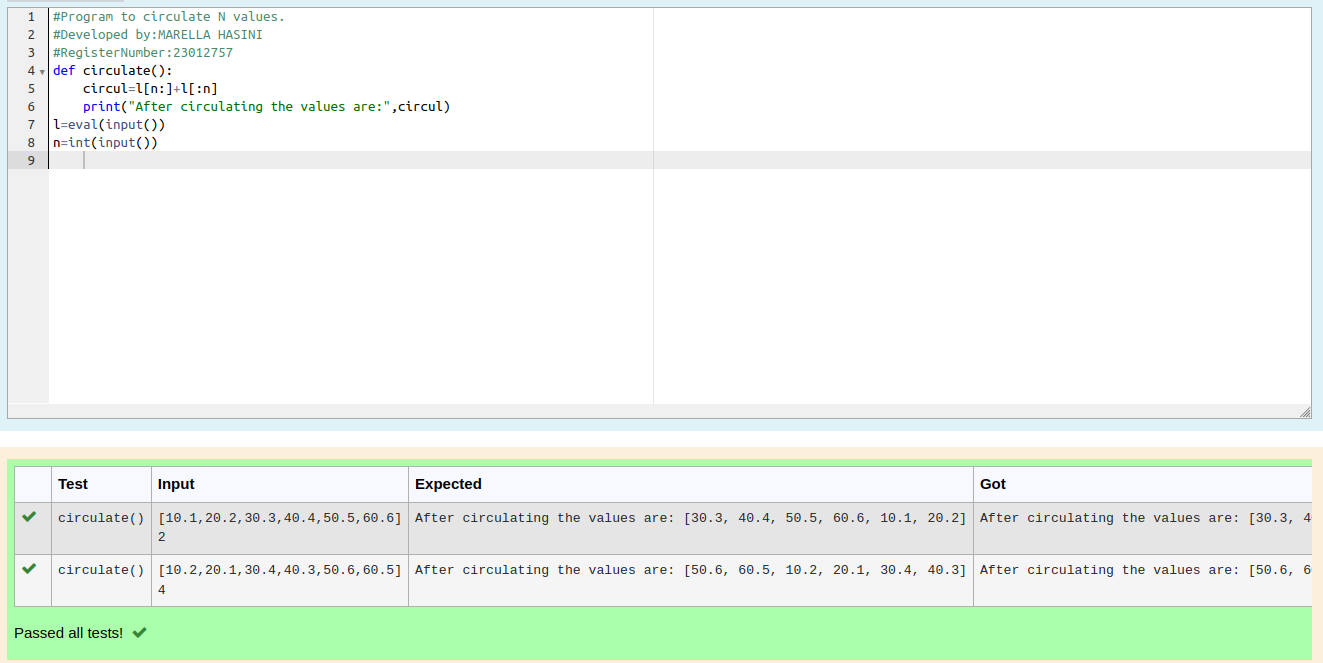 1 #Program to circulate N values.
2 #Developed by:MARELLA HASINI
3 #RegisterNumber:23012757
4 def circulate():
5     circul=l[n:]+l[:n]
6     print("After circulating the values are:",circul)
7 l=eval(input())
8 n=int(input())
9
Test Input Expected Got
circulate() [10.1,20.2,30.3,40.4,50.5,60.6] After circulating the values are: [30.3, 40.4, 50.5, 60.6, 10.1, 20.2] After circulating the values are: [30.3,
2
circulate() [10.2,20.1,30.4,40.3,50.6,60.5] After circulating the values are: [50.6, 60.5, 10.2, 20.1, 30.4, 40.3] After circulating the values are: [50.6,
4
Passed all tests!